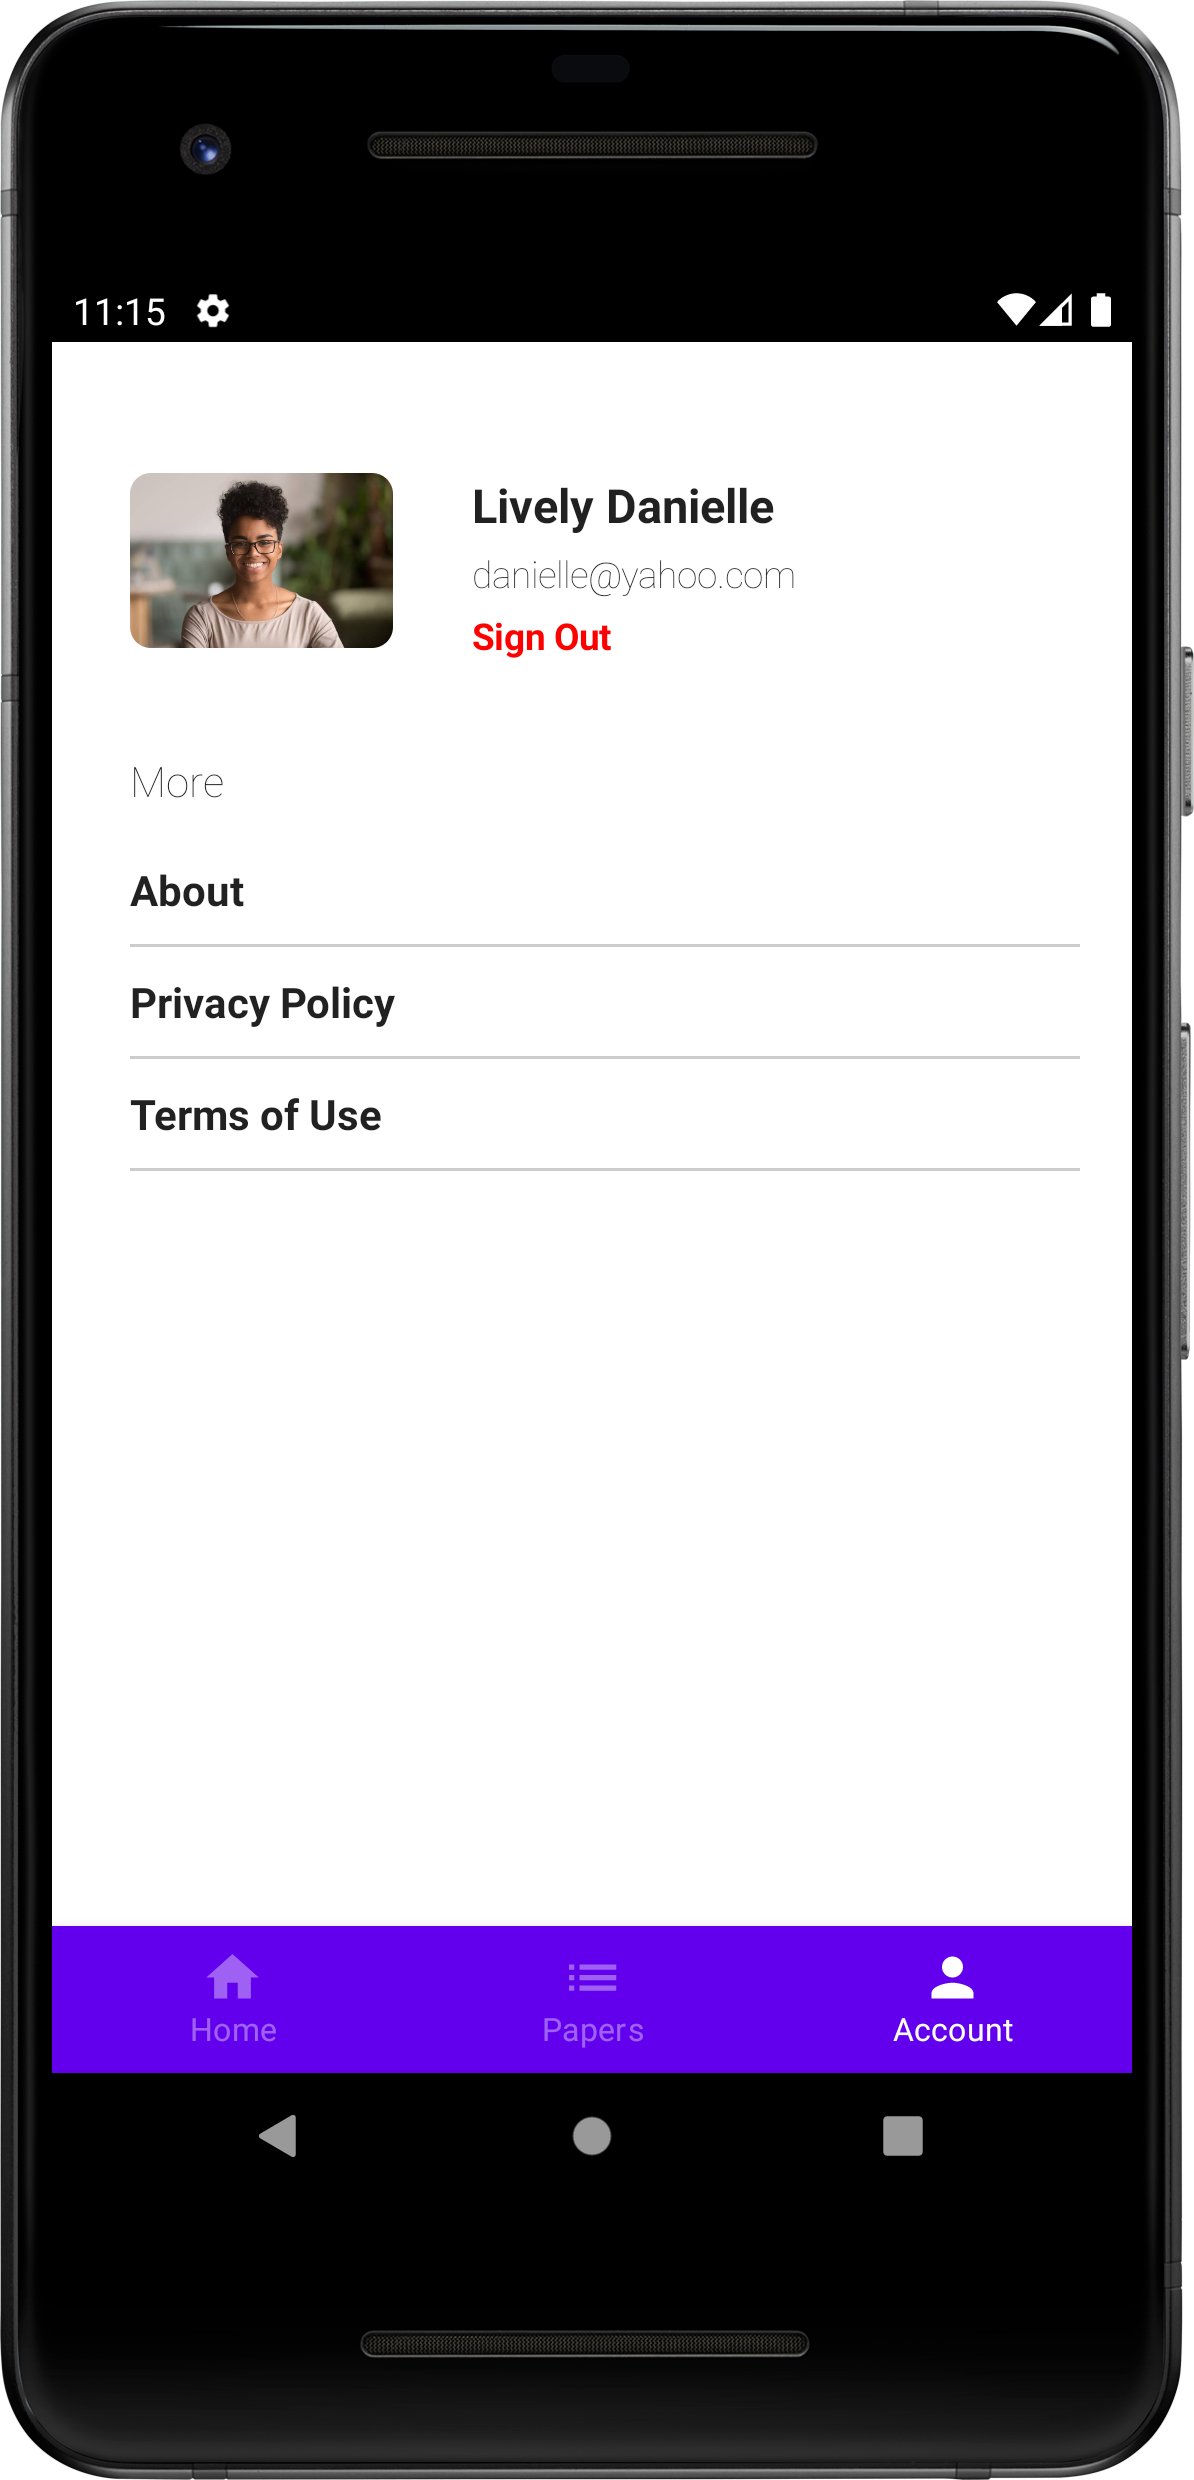 11:15
Lively Danielle
danielle@yahoo.com
Sign Out
More
About
Privacy Policy
Terms of Use
Home
Papers
Account